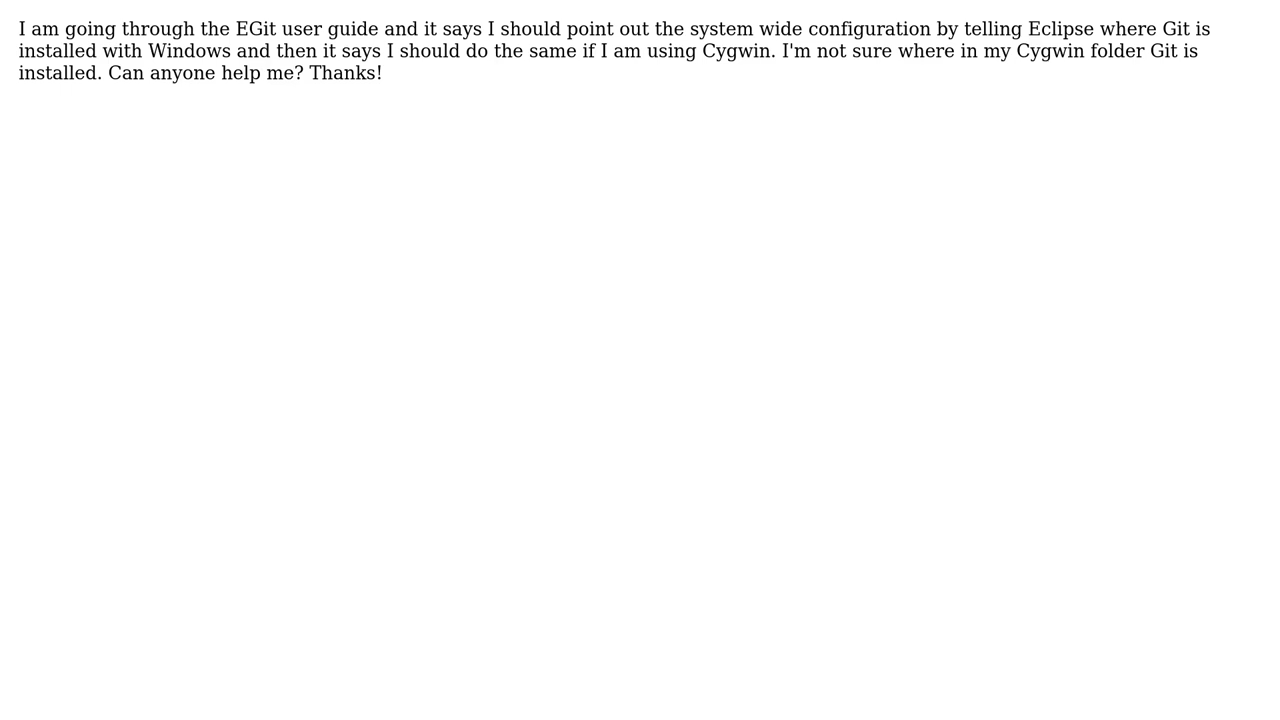 I am going through the EGit user guide and it says I should point out the system wide configuration by telling Eclipse where Git is
installed with Windows and then it says I should do the same if I am using Cygwin. I'm not sure where in my Cygwin folder Git is
installed. Can anyone help me? Thanks!